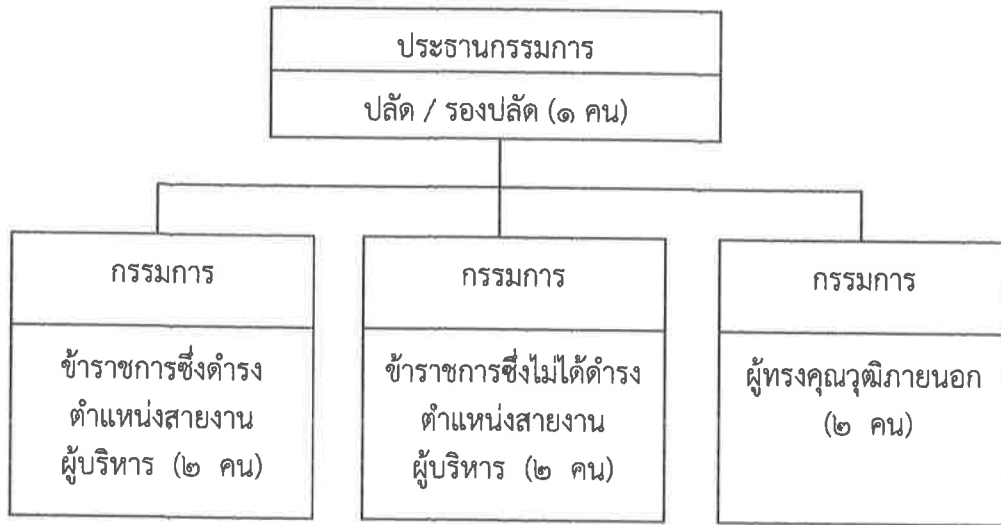 ประธานกรรมการ
ปลัด / รองปลัด (๑ คน)
กรรมการ
ข้าราชการซึ่งดำรง
ตำแหน่งสายงาน
ผู้บริหาร (๒ คน)
กรรมการ
ข้าราชการซึ่งไม่ได้ดำรง
ตำแหน่งสายงาน
ผู้บริหาร (๒ คน)
กรรมการ
ผู้ทรงคุณวุฒิภายนอก
(๒ คน)